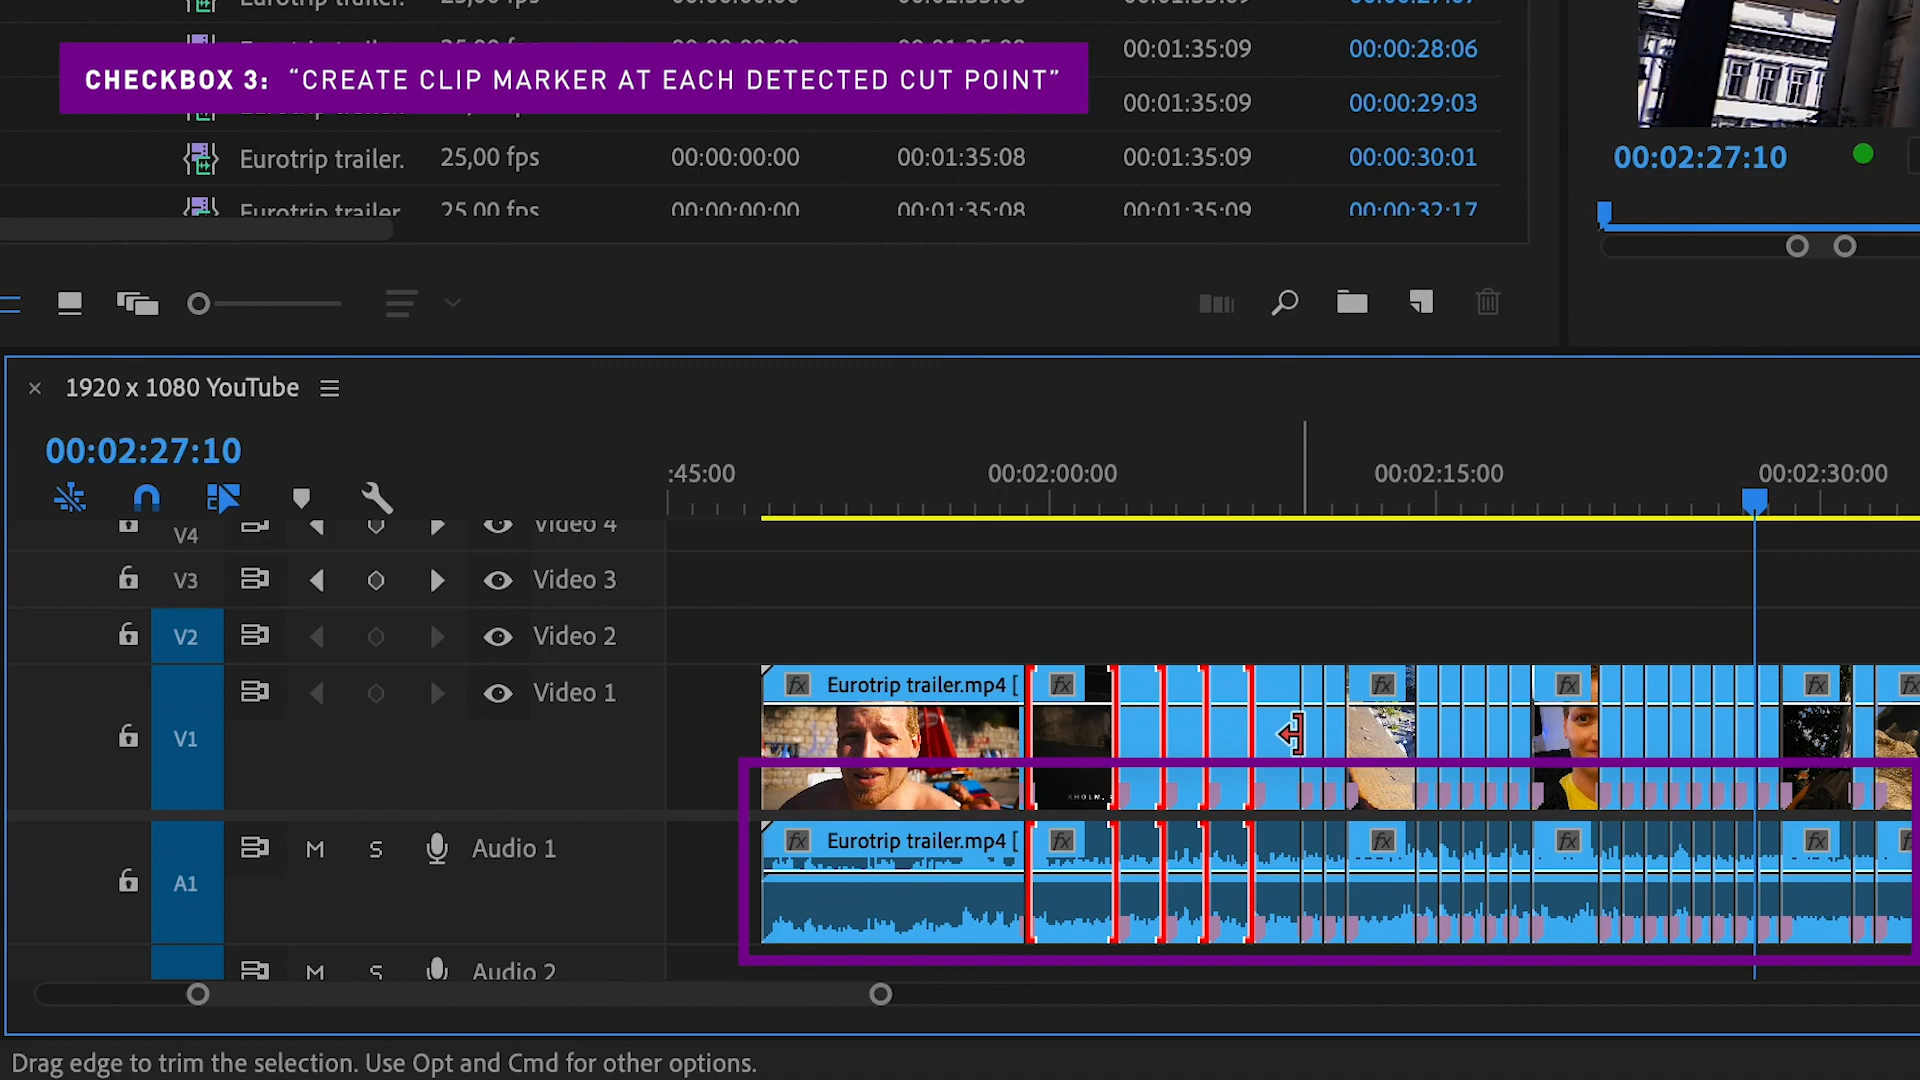 Eurotrip trailer. 25,00 fps 00:00:00:00 00:01:35:08 00:01:35:09 00:00:27:07
00:01:35:09 00:00:28:06
CHECKBOX 3: “CREATE CLIP MARKER AT EACH DETECTED CUT POINT”
00:01:35:09 00:00:29:03
Eurotrip trailer. 25,00 fps 00:00:00:00 00:01:35:08 00:01:35:09 00:00:30:01
00:02:27:10
Eurotrip trailer 25,00 fps 00:00:00:00 00:01:35:08 00:01:35:09 00:00:32:17
1920 x 1080 YouTube
00:02:27:10
:45:00 00:02:00:00 00:02:15:00 00:02:30:00
V4 Video 4
V3 Video 3
V2 Video 2
V1 Video 1
fx Eurotrip trailer.mp4 [ fx fx fx fx fx
KHOLM,
A1 M S Audio 1
fx Eurotrip trailer.mp4 [ fx fx fx fx
M S Audio 2
Drag edge to trim the selection. Use Opt and Cmd for other options.